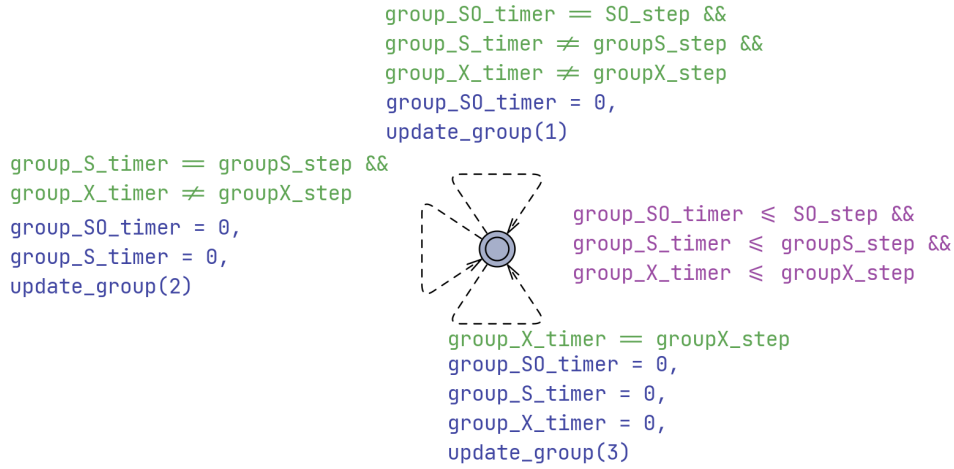 group_SO_timer == SO_step &&
group_S_timer ≠ groupS_step &&
group_X_timer ≠ groupX_step
group_SO_timer = 0,
update_group(1)
group_S_timer == groupS_step &&
group_X_timer ≠ groupX_step
group_SO_timer = 0,
group_S_timer = 0,
update_group(2)
group_SO_timer ⩽ SO_step &&
group_S_timer ⩽ groupS_step &&
group_X_timer ⩽ groupX_step
group_X_timer == groupX_step
group_SO_timer = 0,
group_S_timer = 0,
group_X_timer = 0,
update_group(3)